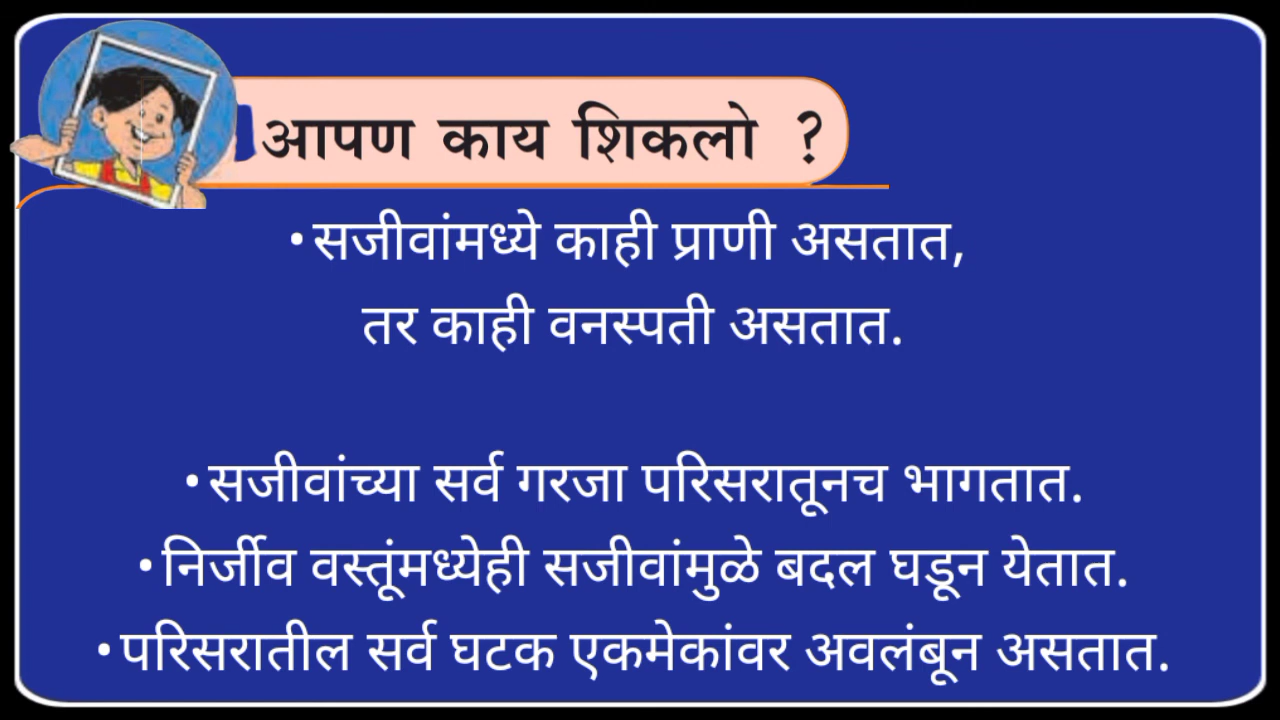 आपण काय शिकलो ?
•सजीवांमध्ये काही प्राणी असतात,
तर काही वनस्पती असतात.
•सजीवांच्या सर्व गरजा परिसरातूनच भागतात.
•निर्जीव वस्तूंमध्येही सजीवांमुळे बदल घडून येतात.
•परिसरातील सर्व घटक एकमेकांवर अवलंबून असतात.